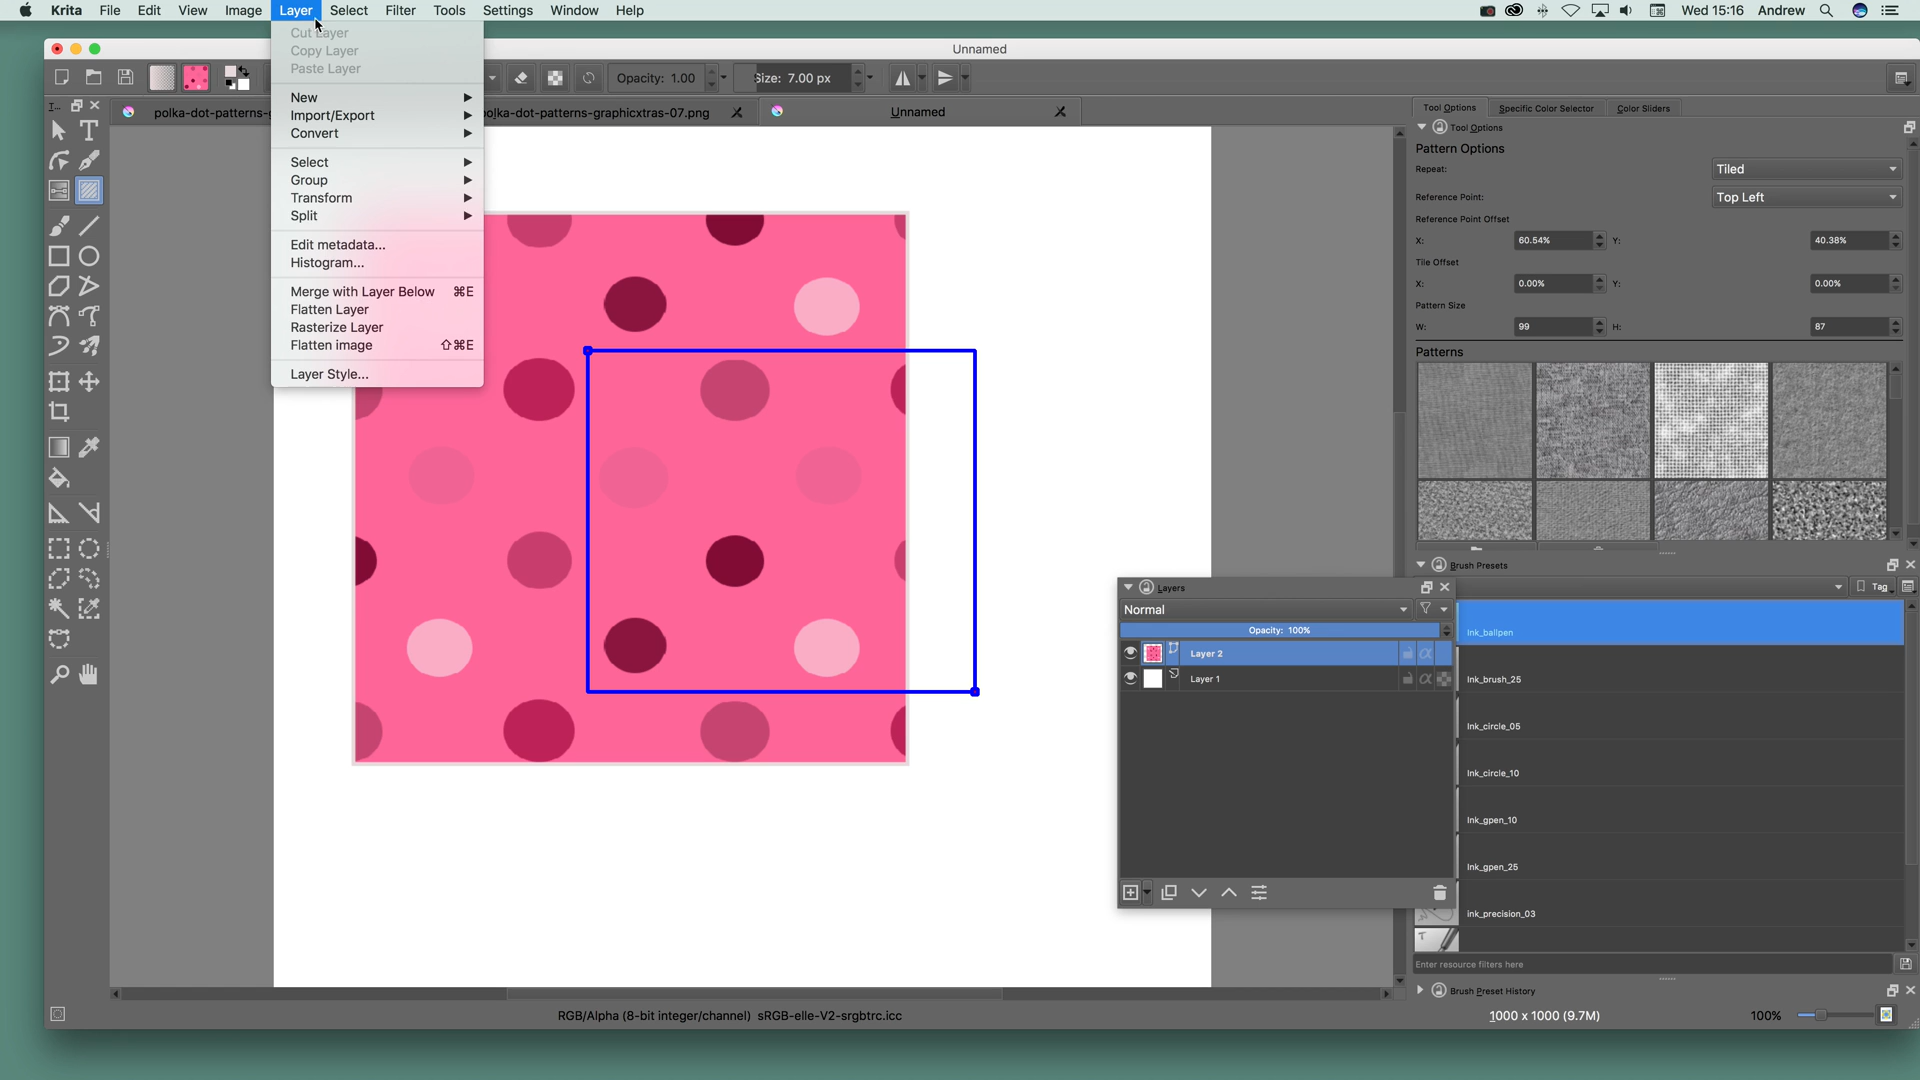 Krita File Edit View Image Layer Select Filter Tools Settings Window Help
Wed 15:16 Andrew
Unnamed
Cut Layer
Copy Layer
Paste Layer
New
Import/Export
Convert
Select
Group
Transform
Split
Edit metadata...
Histogram...
Merge with Layer Below ⌘E
Flatten Layer
Rasterize Layer
Flatten image ⇧⌘E
Layer Style...
Opacity: 1.00
Size: 7.00 px
polka-dot-patterns-g
polka-dot-patterns-graphicxtras-07.png
Unnamed
Tool Options Specific Color Selector Color Sliders
Tool Options
Pattern Options
Repeat: Tiled
Reference Point: Top Left
Reference Point Offset
X: 60.54% Y: 40.38%
Tile Offset
X: 0.00% Y: 0.00%
Pattern Size
W: 99 H: 87
Patterns
Brush Presets
Tag
Layers
Normal
Opacity: 100%
Layer 2
Layer 1
Ink_ballpen
Ink_brush_25
Ink_circle_05
Ink_circle_10
Ink_gpen_10
Ink_gpen_25
ink_precision_03
Enter resource filters here
Brush Preset History
RGB/Alpha (8-bit integer/channel) sRGB-elle-V2-srgbtrc.icc
1000 x 1000 (9.7M)
100%